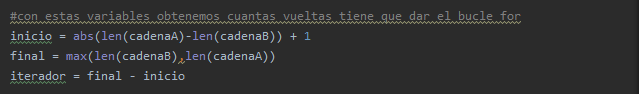 #con estas variables obtenemos cuantas vueltas tiene que dar el bucle for
inicio = abs(len(cadenaA)-len(cadenaB)) + 1
final = max(len(cadenaB),len(cadenaA))
iterador = final - inicio